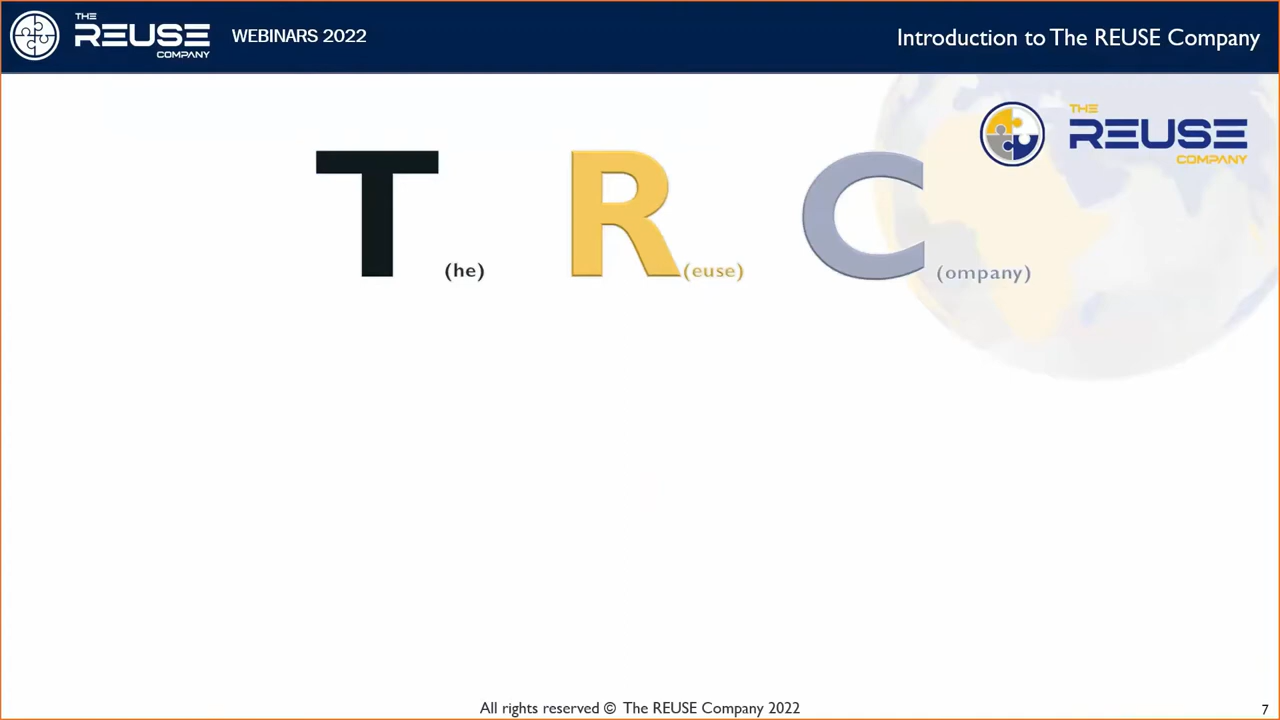 THE
REUSE
COMPANY
WEBINARS 2022
Introduction to The REUSE Company
THE
REUSE
COMPANY
T(he) R(euse) C(ompany)
All rights reserved © The REUSE Company 2022
7